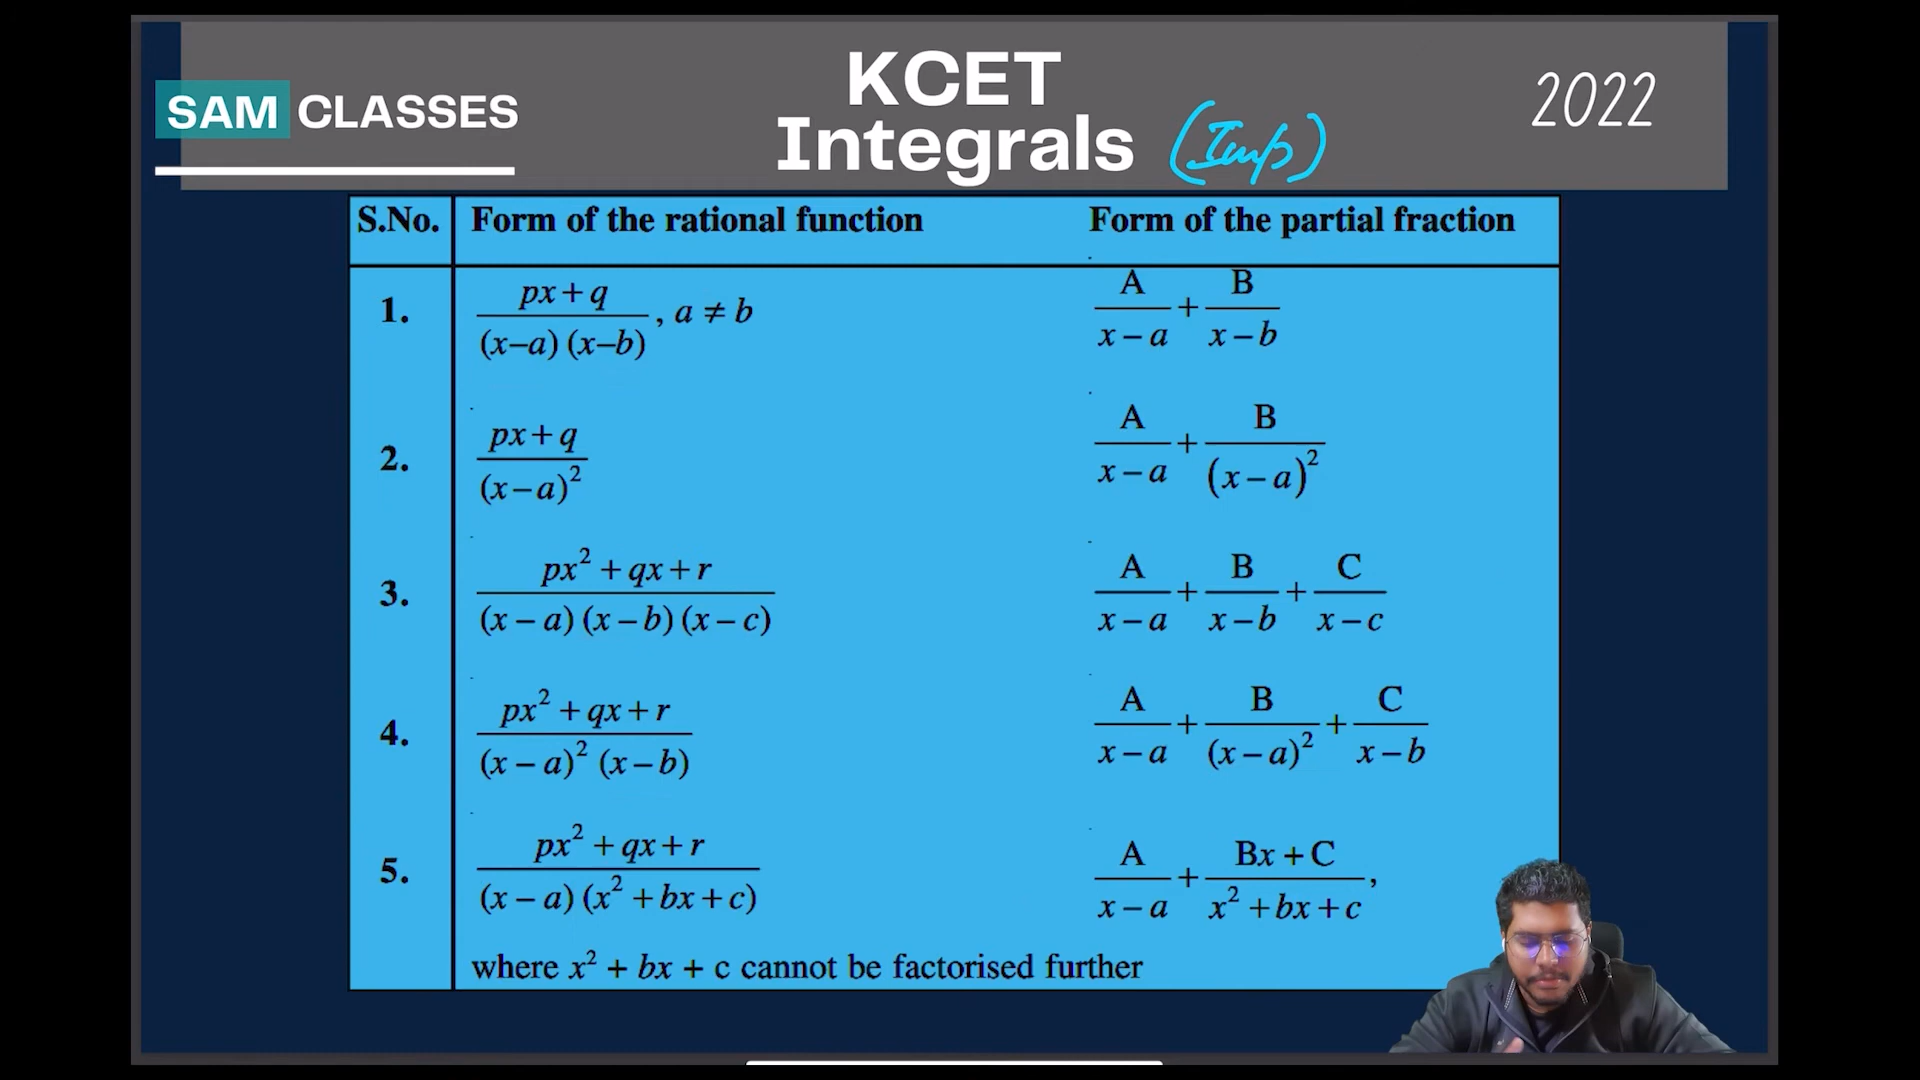 SAM CLASSES
KCET
Integrals (Imp)
2022
S.No. Form of the rational function Form of the partial fraction
1. px+q / (x–a) (x–b), a ≠ b A / x – a + B / x – b
2. px+q / (x–a)² A / x – a + B / (x – a)²
3. px² + qx + r / (x – a) (x – b) (x – c) A / x – a + B / x – b + C / x – c
4. px² + qx + r / (x – a)² (x – b) A / x – a + B / (x – a)² + C / x – b
5. px² + qx + r / (x – a) (x² + bx + c) A / x – a + Bx + C / x² + bx + c,
where x² + bx + c cannot be factorised further